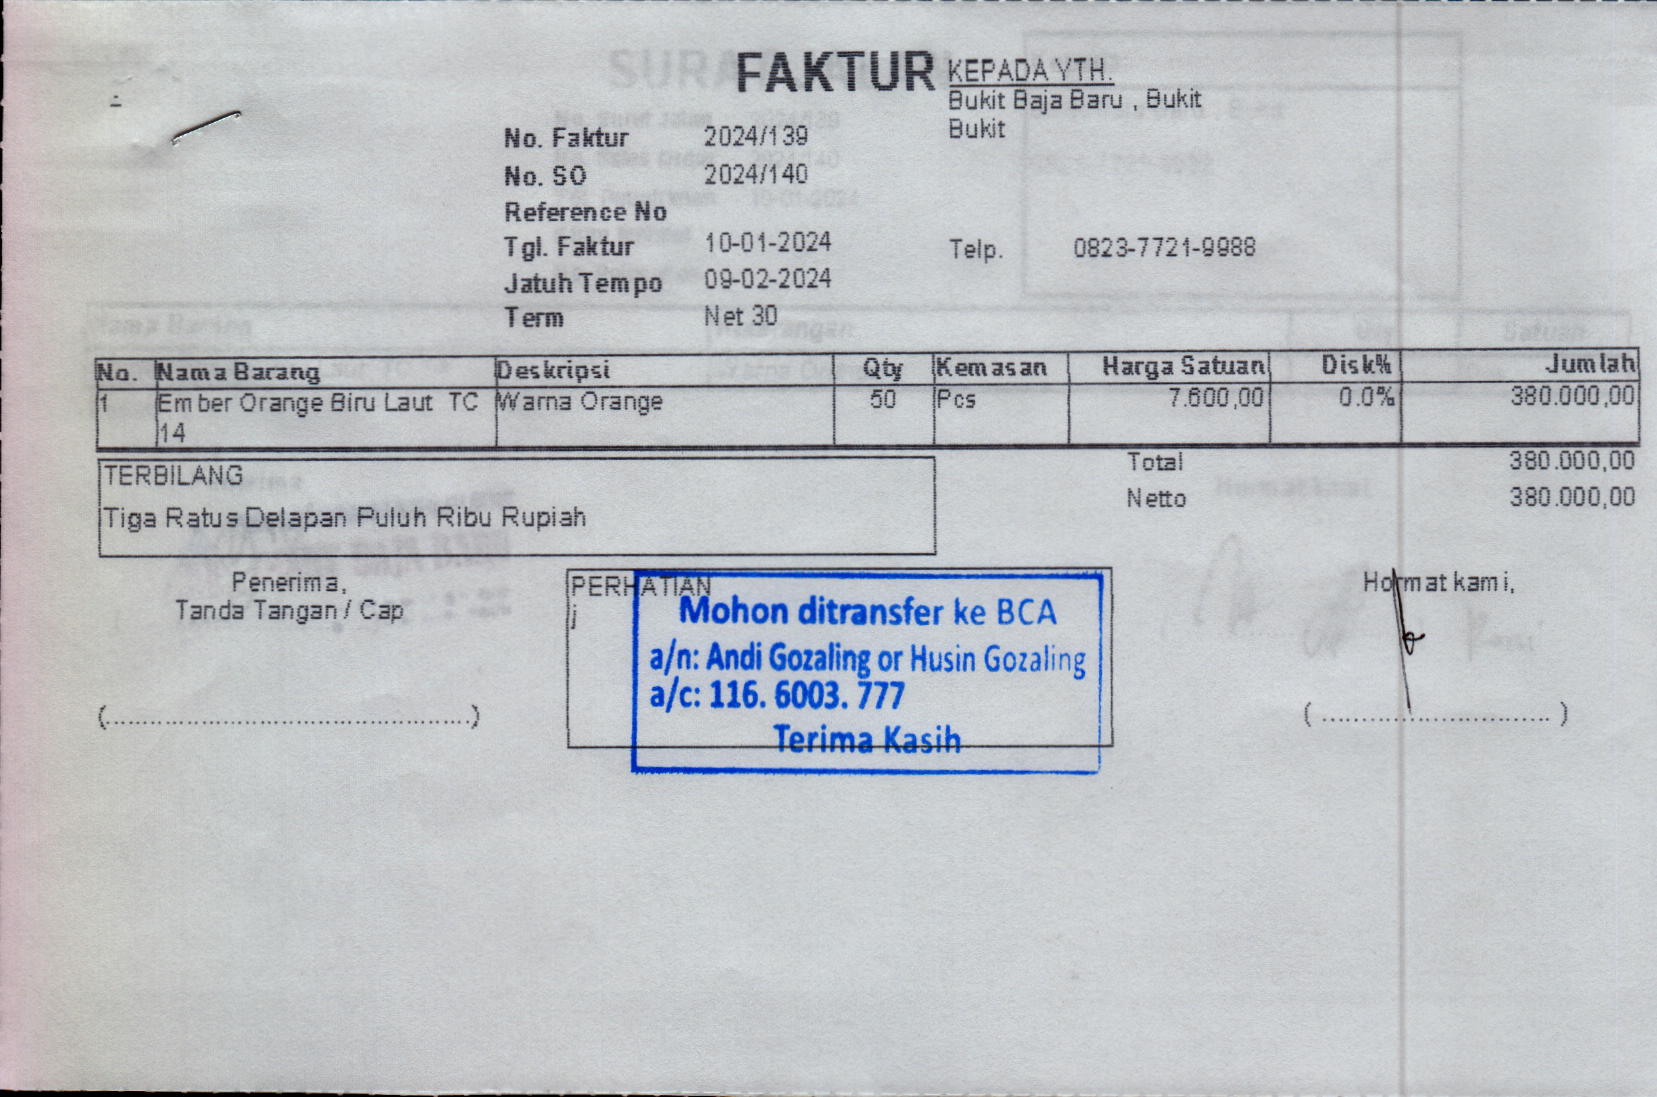 FAKTUR
KEPADA YTH.
Bukit Baja Baru , Bukit
Bukit
No. Faktur 2024/139
No. SO 2024/140
Reference No
Tgl. Faktur 10-01-2024
Telp. 0823-7721-9988
Jatuh Tempo 09-02-2024
Term Net 30
No. Nama Barang Deskripsi Qty Kemasan Harga Satuan Disk% Jumlah
1 Ember Orange Biru Laut TC Warna Orange 50 Pcs 7.600,00 0.0% 380.000,00
14
Total 380.000,00
Netto 380.000,00
TERBILANG
Tiga Ratus Delapan Puluh Ribu Rupiah
Penerima,
Tanda Tangan / Cap
(..........................................)
PERHATIAN
j
Mohon ditransfer ke BCA
a/n: Andi Gozaling or Husin Gozaling
a/c: 116. 6003. 777
Terima Kasih
Hormat kami,
( .............................. )